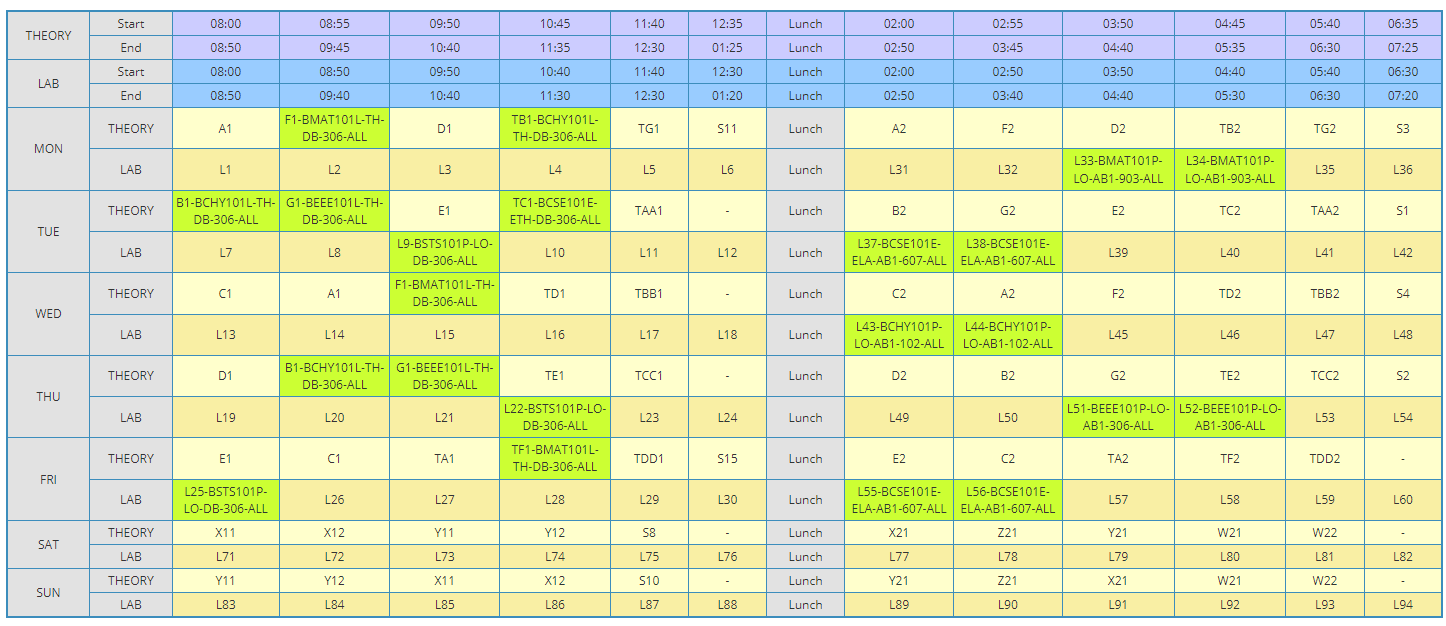 THEORY Start 08:00 08:55 09:50 10:45 11:40 12:35 Lunch 02:00 02:55 03:50 04:45 05:40 06:35
End 08:50 09:45 10:40 11:35 12:30 01:25 Lunch 02:50 03:45 04:40 05:35 06:30 07:25
LAB Start 08:00 08:50 09:50 10:40 11:40 12:30 Lunch 02:00 02:50 03:50 04:40 05:40 06:30
End 08:50 09:40 10:40 11:30 12:30 01:20 Lunch 02:50 03:40 04:40 05:30 06:30 07:20
MON THEORY A1 F1-BMAT101L-TH-DB-306-ALL D1 TB1-BCHY101L-TH-DB-306-ALL TG1 S11 Lunch A2 F2 D2 TB2 TG2 S3
LAB L1 L2 L3 L4 L5 L6 Lunch L31 L32 L33-BMAT101P-LO-AB1-903-ALL L34-BMAT101P-LO-AB1-903-ALL L35 L36
TUE THEORY B1-BCHY101L-TH-DB-306-ALL G1-BEEE101L-TH-DB-306-ALL E1 TC1-BCSE101E-ETH-DB-306-ALL TAA1 - Lunch B2 G2 E2 TC2 TAA2 S1
LAB L7 L8 L9-BSTS101P-LO-DB-306-ALL L10 L11 L12 Lunch L37-BCSE101E-ELA-AB1-607-ALL L38-BCSE101E-ELA-AB1-607-ALL L39 L40 L41 L42
WED THEORY C1 A1 F1-BMAT101L-TH-DB-306-ALL TD1 TBB1 - Lunch C2 A2 F2 TD2 TBB2 S4
LAB L13 L14 L15 L16 L17 L18 Lunch L43-BCHY101P-LO-AB1-102-ALL L44-BCHY101P-LO-AB1-102-ALL L45 L46 L47 L48
THU THEORY D1 B1-BCHY101L-TH-DB-306-ALL G1-BEEE101L-TH-DB-306-ALL TE1 TCC1 - Lunch D2 B2 G2 TE2 TCC2 S2
LAB L19 L20 L21 L22-BSTS101P-LO-DB-306-ALL L23 L24 Lunch L49 L50 L51-BEEE101P-LO-AB1-306-ALL L52-BEEE101P-LO-AB1-306-ALL L53 L54
FRI THEORY E1 C1 TA1 TF1-BMAT101L-TH-DB-306-ALL TDD1 S15 Lunch E2 C2 TA2 TF2 TDD2 -
LAB L25-BSTS101P-LO-DB-306-ALL L26 L27 L28 L29 L30 Lunch L55-BCSE101E-ELA-AB1-607-ALL L56-BCSE101E-ELA-AB1-607-ALL L57 L58 L59 L60
SAT THEORY X11 X12 Y11 Y12 S8 - Lunch X21 Z21 Y21 W21 W22 -
LAB L71 L72 L73 L74 L75 L76 Lunch L77 L78 L79 L80 L81 L82
SUN THEORY Y11 Y12 X11 X12 S10 - Lunch Y21 Z21 X21 W21 W22 -
LAB L83 L84 L85 L86 L87 L88 Lunch L89 L90 L91 L92 L93 L94